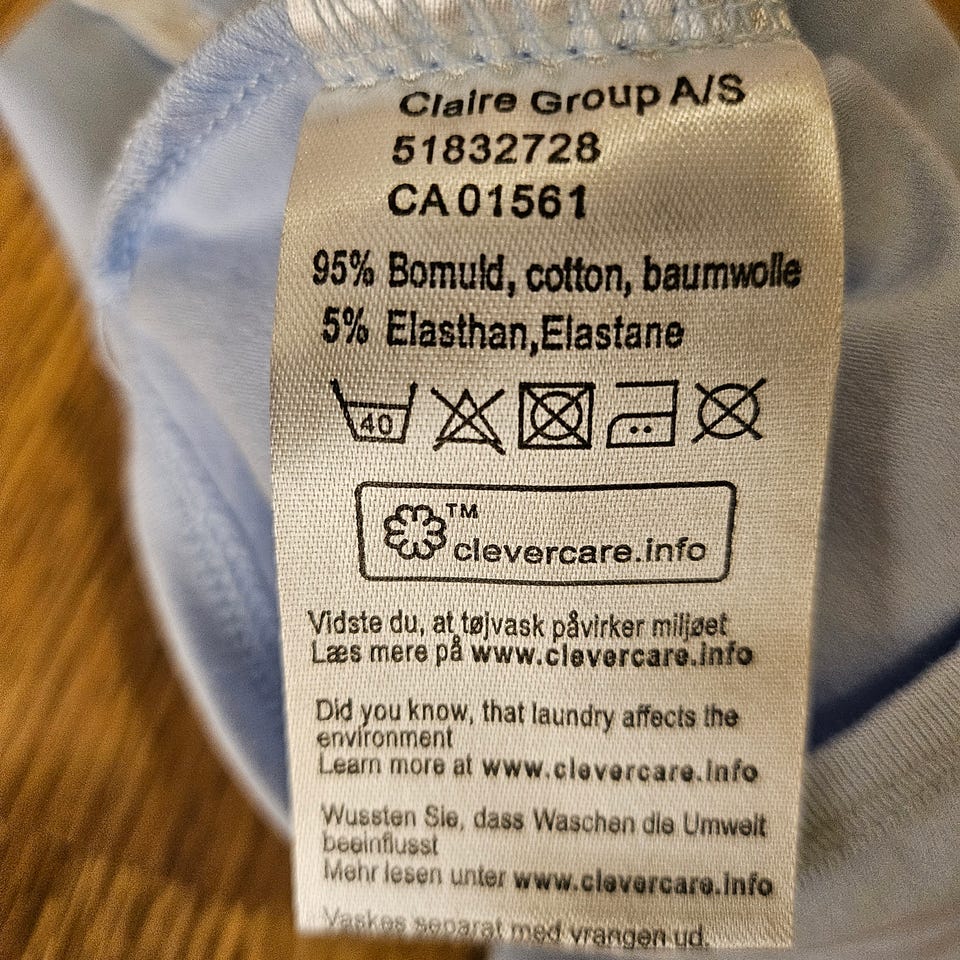 Claire Group A/S
51832728
CA01561
95% Bomuld, cotton, baumwolle
5% Elasthan,Elastane
40
TM
clevercare.info
Vidste du, at tøjvask påvirker miljøet
Læs mere på www.clevercare.info
Did you know, that laundry affects the
environment
Learn more at www.clevercare.info
Wussten Sie, dass Waschen die Umwelt
beeinflusst
Mehr lesen unter www.clevercare.info
Vaskes separat med vrangen ud.